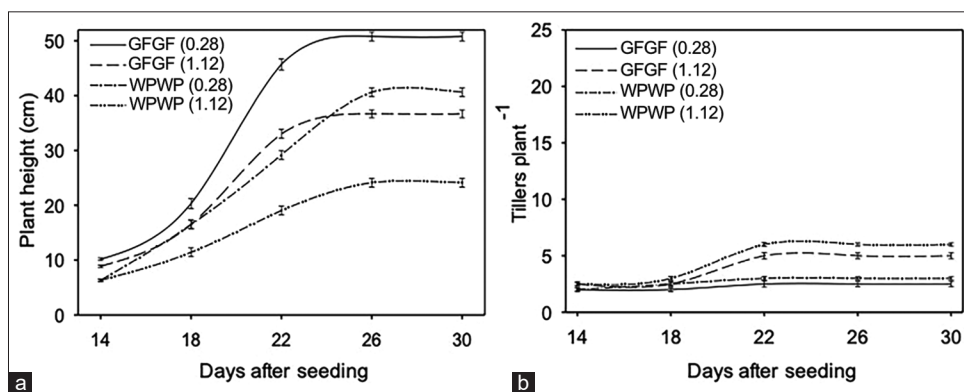 50
40
30
20
10
0
Plant height (cm)
GFGF (0.28)
GFGF (1.12)
WPWP (0.28)
WPWP (1.12)
14 18 22 26 30
Days after seeding
a
25
20
15
10
5
0
Tillers plant-1
GFGF (0.28)
GFGF (1.12)
WPWP (0.28)
WPWP (1.12)
14 18 22 26 30
Days after seeding
b